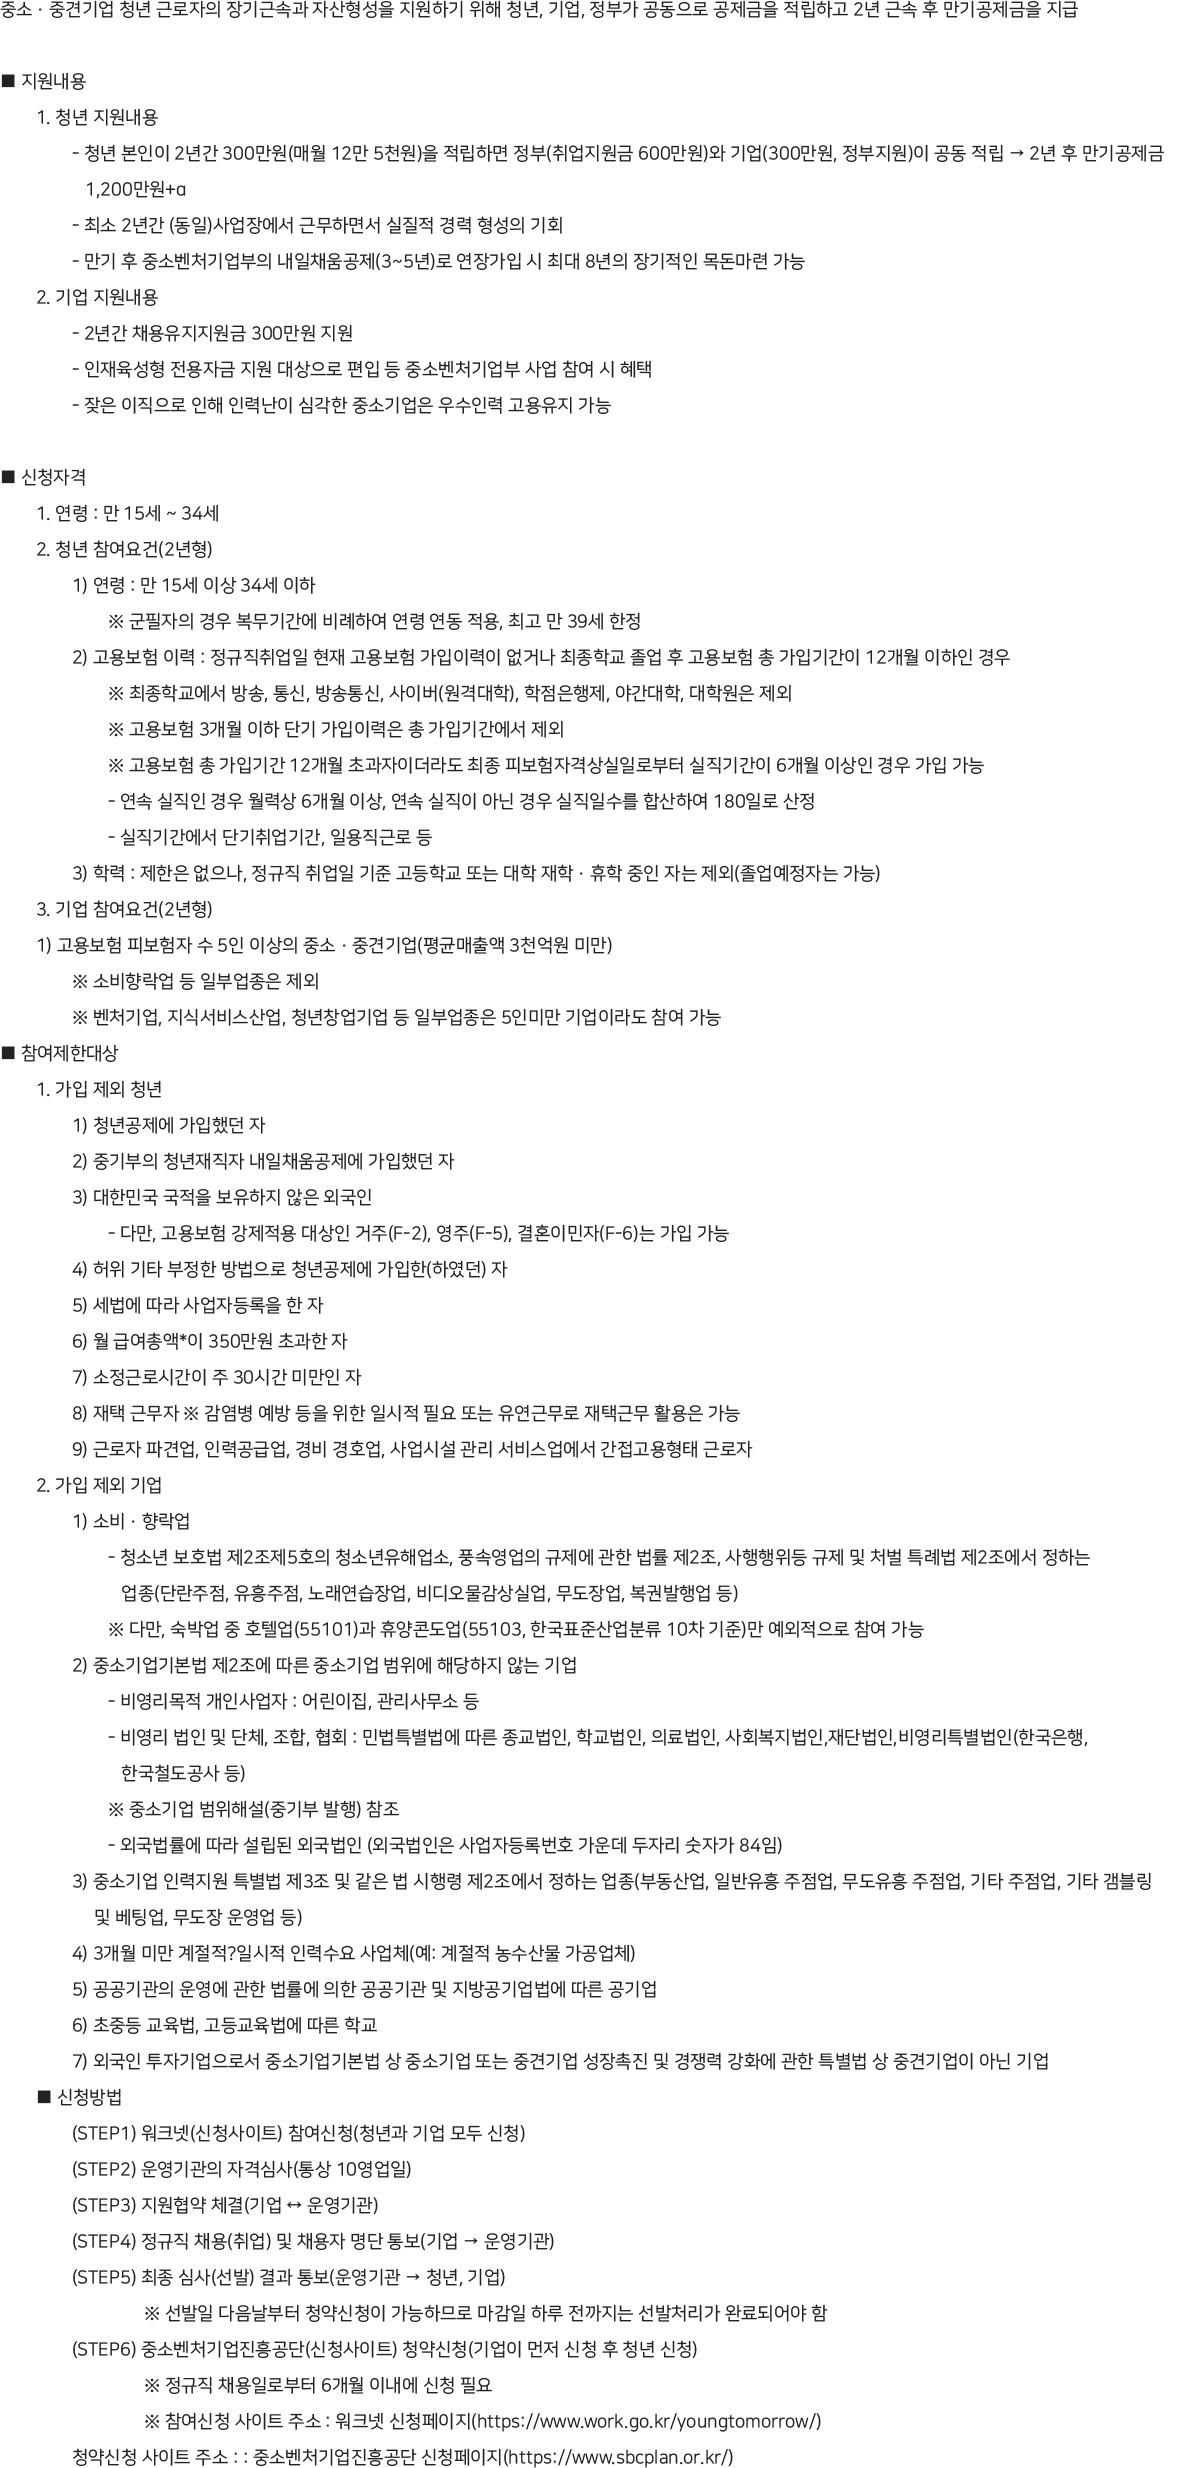 중소 · 중견기업 청년 근로자의 장기근속과 자산형성을 지원하기 위해 청년, 기업, 정부가 공동으로 공제금을 적립하고 2년 근속 후 만기공제금을 지급
■ 지원내용
1. 청년 지원내용
- 청년 본인이 2년간 300만원(매월 12만 5천원)을 적립하면 정부(취업지원금 600만원)와 기업(300만원, 정부지원)이 공동 적립 → 2년 후 만기공제금
1,200만원+α
- 최소 2년간 (동일)사업장에서 근무하면서 실질적 경력 형성의 기회
- 만기 후 중소벤처기업부의 내일채움공제(3~5년)로 연장가입 시 최대 8년의 장기적인 목돈마련 가능
2. 기업 지원내용
- 2년간 채용유지지원금 300만원 지원
- 인재육성형 전용자금 지원 대상으로 편입 등 중소벤처기업부 사업 참여 시 혜택
- 잦은 이직으로 인해 인력난이 심각한 중소기업은 우수인력 고용유지 가능
■ 신청자격
1. 연령 : 만 15세 ~ 34세
2. 청년 참여요건(2년형)
1) 연령 : 만 15세 이상 34세 이하
※ 군필자의 경우 복무기간에 비례하여 연령 연동 적용, 최고 만 39세 한정
2) 고용보험 이력 : 정규직취업일 현재 고용보험 가입이력이 없거나 최종학교 졸업 후 고용보험 총 가입기간이 12개월 이하인 경우
※ 최종학교에서 방송, 통신, 방송통신, 사이버(원격대학), 학점은행제, 야간대학, 대학원은 제외
※ 고용보험 3개월 이하 단기 가입이력은 총 가입기간에서 제외
※ 고용보험 총 가입기간 12개월 초과자이더라도 최종 피보험자격상실일로부터 실직기간이 6개월 이상인 경우 가입 가능
- 연속 실직인 경우 월력상 6개월 이상, 연속 실직이 아닌 경우 실직일수를 합산하여 180일로 산정
- 실직기간에서 단기취업기간, 일용직근로 등
3) 학력 : 제한은 없으나, 정규직 취업일 기준 고등학교 또는 대학 재학 · 휴학 중인 자는 제외(졸업예정자는 가능)
3. 기업 참여요건(2년형)
1) 고용보험 피보험자 수 5인 이상의 중소 · 중견기업(평균매출액 3천억원 미만)
※ 소비향락업 등 일부업종은 제외
※ 벤처기업, 지식서비스산업, 청년창업기업 등 일부업종은 5인미만 기업이라도 참여 가능
■ 참여제한대상
1. 가입 제외 청년
1) 청년공제에 가입했던 자
2) 중기부의 청년재직자 내일채움공제에 가입했던 자
3) 대한민국 국적을 보유하지 않은 외국인
- 다만, 고용보험 강제적용 대상인 거주(F-2), 영주(F-5), 결혼이민자(F-6)는 가입 가능
4) 허위 기타 부정한 방법으로 청년공제에 가입한(하였던) 자
5) 세법에 따라 사업자등록을 한 자
6) 월 급여총액*이 350만원 초과한 자
7) 소정근로시간이 주 30시간 미만인 자
8) 재택 근무자 ※ 감염병 예방 등을 위한 일시적 필요 또는 유연근무로 재택근무 활용은 가능
9) 근로자 파견업, 인력공급업, 경비 경호업, 사업시설 관리 서비스업에서 간접고용형태 근로자
2. 가입 제외 기업
1) 소비 · 향락업
- 청소년 보호법 제2조제5호의 청소년유해업소, 풍속영업의 규제에 관한 법률 제2조, 사행행위등 규제 및 처벌 특례법 제2조에서 정하는
업종(단란주점, 유흥주점, 노래연습장업, 비디오물감상실업, 무도장업, 복권발행업 등)
※ 다만, 숙박업 중 호텔업(55101)과 휴양콘도업(55103, 한국표준산업분류 10차 기준)만 예외적으로 참여 가능
2) 중소기업기본법 제2조에 따른 중소기업 범위에 해당하지 않는 기업
- 비영리목적 개인사업자 : 어린이집, 관리사무소 등
- 비영리 법인 및 단체, 조합, 협회 : 민법특별법에 따른 종교법인, 학교법인, 의료법인, 사회복지법인,재단법인,비영리특별법인(한국은행,
한국철도공사 등)
※ 중소기업 범위해설(중기부 발행) 참조
- 외국법률에 따라 설립된 외국법인 (외국법인은 사업자등록번호 가운데 두자리 숫자가 84임)
3) 중소기업 인력지원 특별법 제3조 및 같은 법 시행령 제2조에서 정하는 업종(부동산업, 일반유흥 주점업, 무도유흥 주점업, 기타 주점업, 기타 갬블링
및 베팅업, 무도장 운영업 등)
4) 3개월 미만 계절적?일시적 인력수요 사업체(예: 계절적 농수산물 가공업체)
5) 공공기관의 운영에 관한 법률에 의한 공공기관 및 지방공기업법에 따른 공기업
6) 초중등 교육법, 고등교육법에 따른 학교
7) 외국인 투자기업으로서 중소기업기본법 상 중소기업 또는 중견기업 성장촉진 및 경쟁력 강화에 관한 특별법 상 중견기업이 아닌 기업
■ 신청방법
(STEP1) 워크넷(신청사이트) 참여신청(청년과 기업 모두 신청)
(STEP2) 운영기관의 자격심사(통상 10영업일)
(STEP3) 지원협약 체결(기업 ↔ 운영기관)
(STEP4) 정규직 채용(취업) 및 채용자 명단 통보(기업 → 운영기관)
(STEP5) 최종 심사(선발) 결과 통보(운영기관 → 청년, 기업)
※ 선발일 다음날부터 청약신청이 가능하므로 마감일 하루 전까지는 선발처리가 완료되어야 함
(STEP6) 중소벤처기업진흥공단(신청사이트) 청약신청(기업이 먼저 신청 후 청년 신청)
※ 정규직 채용일로부터 6개월 이내에 신청 필요
※ 참여신청 사이트 주소 : 워크넷 신청페이지(https://www.work.go.kr/youngtomorrow/)
청약신청 사이트 주소 : : 중소벤처기업진흥공단 신청페이지(https://www.sbcplan.or.kr/)